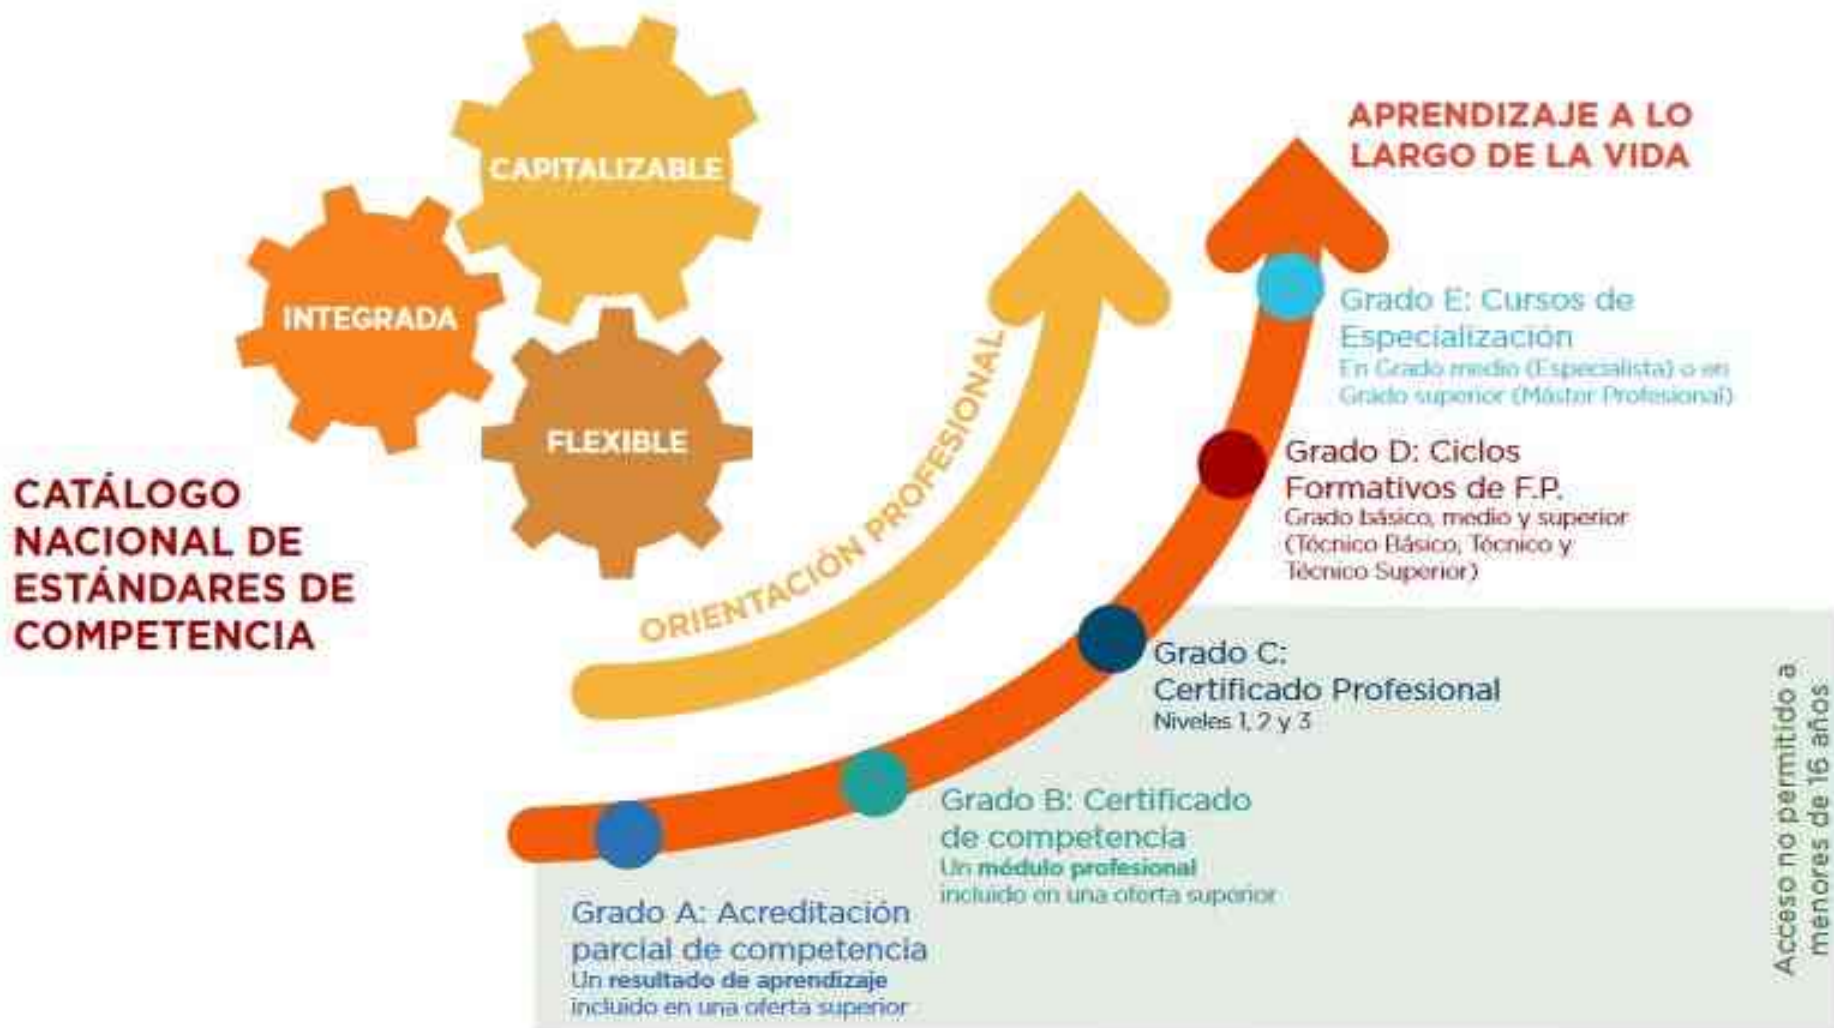 CAPITALIZABLE
INTEGRADA
FLEXIBLE
CATÁLOGO
NACIONAL DE
ESTÁNDARES DE
COMPETENCIA
ORIENTACIÓN PROFESIONAL
APRENDIZAJE A LO
LARGO DE LA VIDA
Grado E: Cursos de
Especialización
En Grado medio (Especialista) o en
Grado superior (Máster Profesional)
Grado D: Ciclos
Formativos de F.P.
Grado básico, medio y superior
(Técnico Básico, Técnico y
Técnico Superior)
Grado C:
Certificado Profesional
Niveles 1, 2 y 3
Grado B: Certificado
de competencia
Un módulo profesional
incluido en una oferta superior
Grado A: Acreditación
parcial de competencia
Un resultado de aprendizaje
incluido en una oferta superior
Acceso no permitido a
menores de 16 años